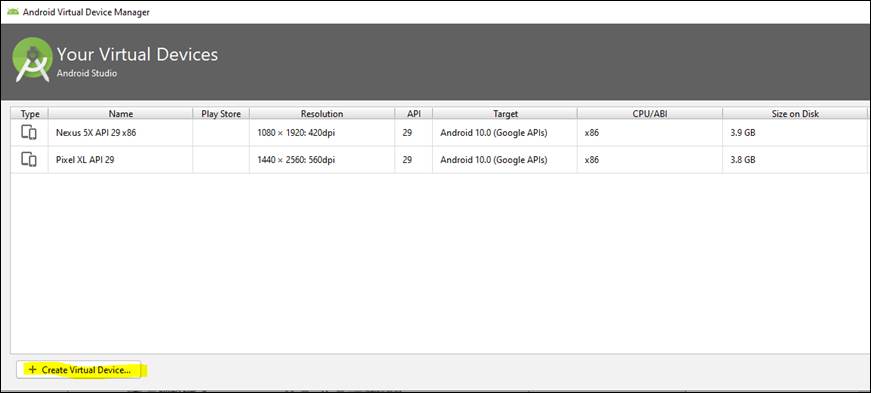 Android Virtual Device Manager
Your Virtual Devices
Android Studio
Type Name Play Store Resolution API Target CPU/ABI Size on Disk
Nexus 5X API 29 x86 1080 × 1920: 420dpi 29 Android 10.0 (Google APIs) x86 3.9 GB
Pixel XL API 29 1440 × 2560: 560dpi 29 Android 10.0 (Google APIs) x86 3.8 GB
+ Create Virtual Device...